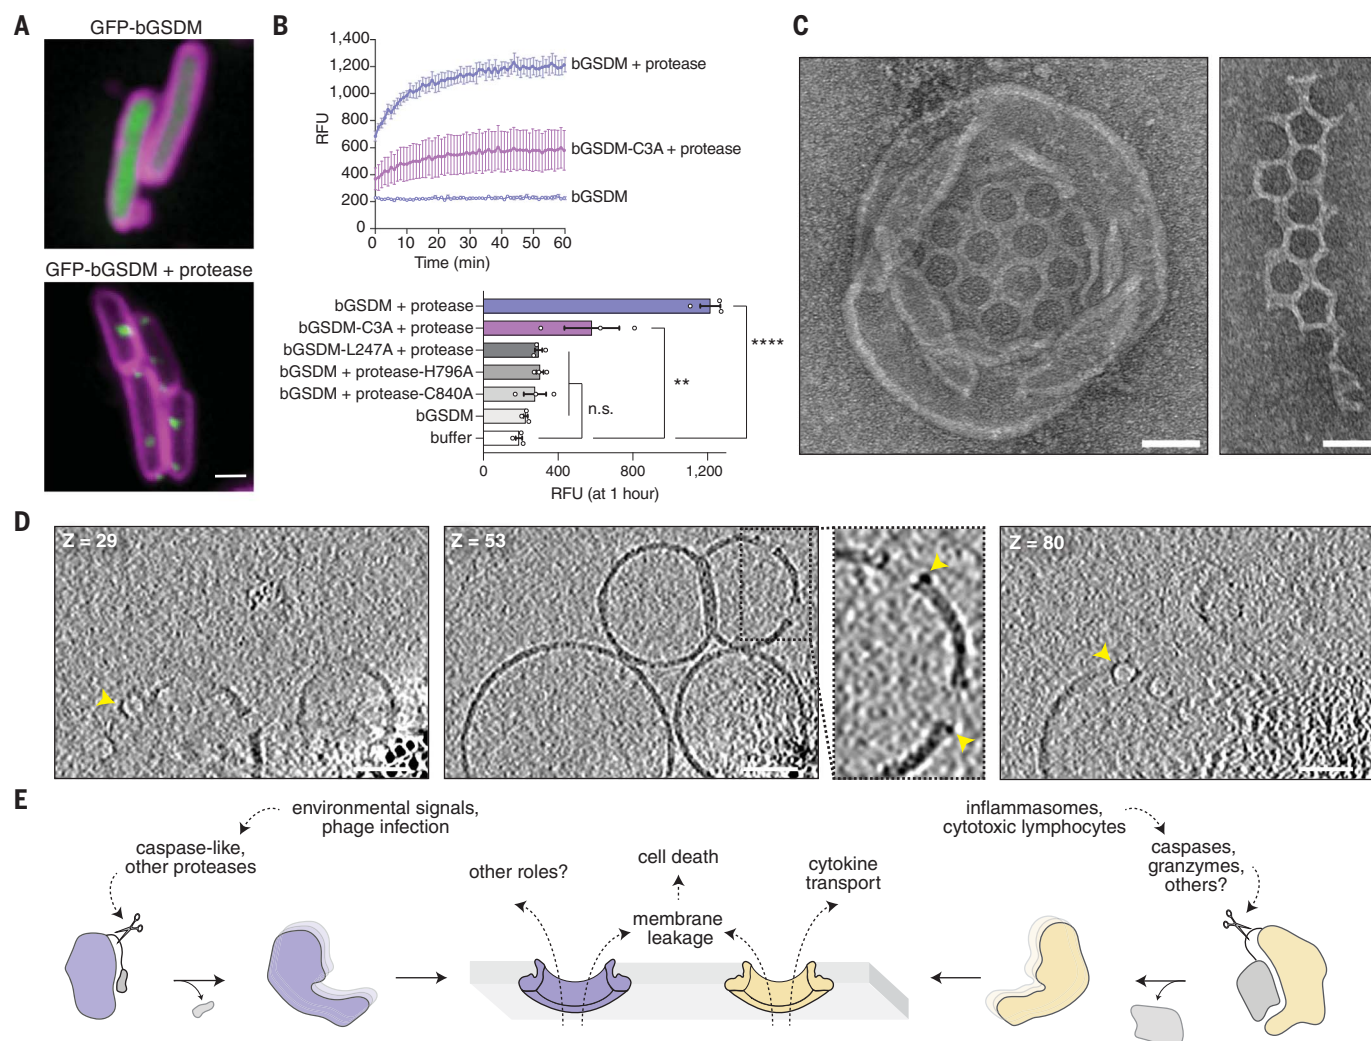 A
GFP-bGSDM
GFP-bGSDM + protease
B
1,400
1,200
1,000
800
600
400
200
0
RFU
0 10 20 30 40 50 60
Time (min)
bGSDM + protease
bGSDM-C3A + protease
bGSDM
bGSDM + protease
bGSDM-C3A + protease
bGSDM-L247A + protease
bGSDM + protease-H796A
bGSDM + protease-C840A
bGSDM
buffer
n.s.
**
****
0 400 800 1,200
RFU (at 1 hour)
C
D
Z = 29
Z = 53
Z = 80
E
environmental signals,
phage infection
caspase-like,
other proteases
other roles?
cell death
membrane
leakage
cytokine
transport
inflammasomes,
cytotoxic lymphocytes
caspases,
granzymes,
others?